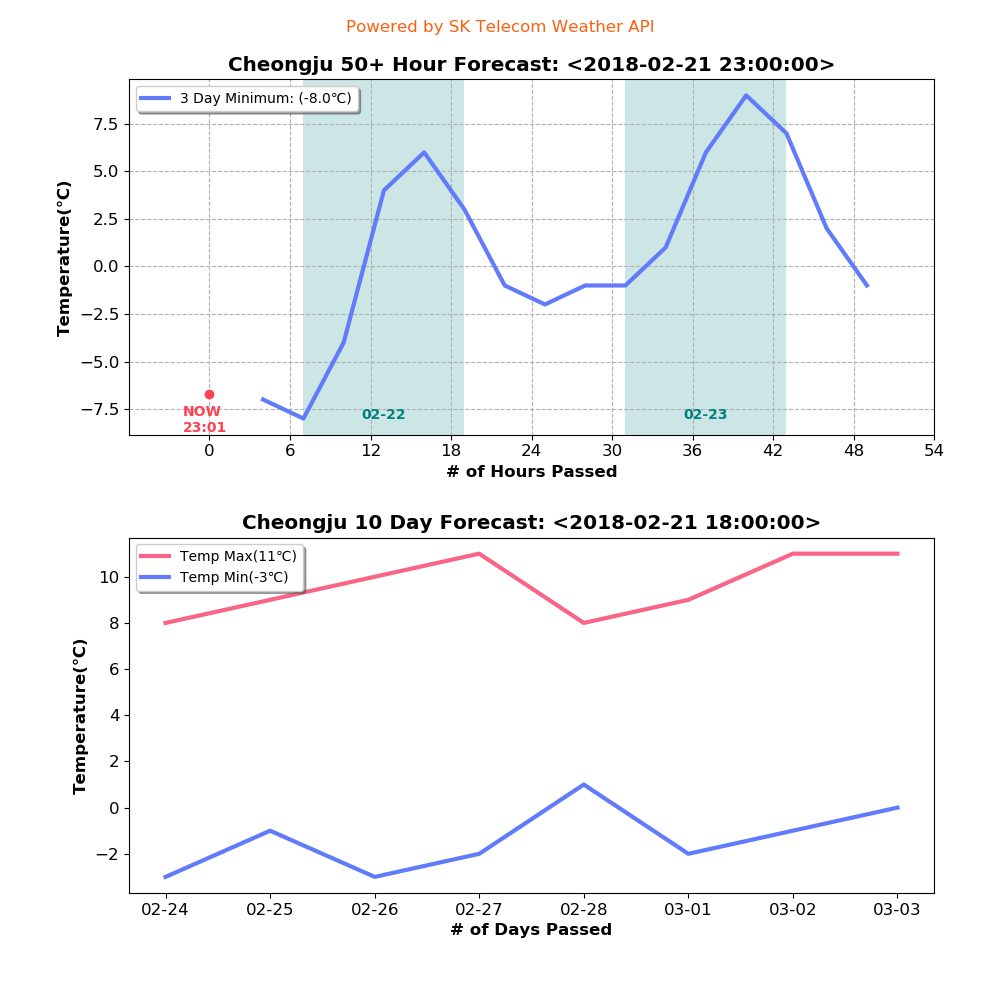 Powered by SK Telecom Weather API
Cheongju 50+ Hour Forecast: <2018-02-21 23:00:00>
3 Day Minimum: (-8.0℃)
7.5
5.0
2.5
0.0
−2.5
−5.0
−7.5
Temperature(℃)
NOW
23:01
02-22
02-23
0 6 12 18 24 30 36 42 48 54
# of Hours Passed
Cheongju 10 Day Forecast: <2018-02-21 18:00:00>
Temp Max(11℃)
Temp Min(-3℃)
10
8
6
4
2
0
−2
Temperature(℃)
02-24 02-25 02-26 02-27 02-28 03-01 03-02 03-03
# of Days Passed